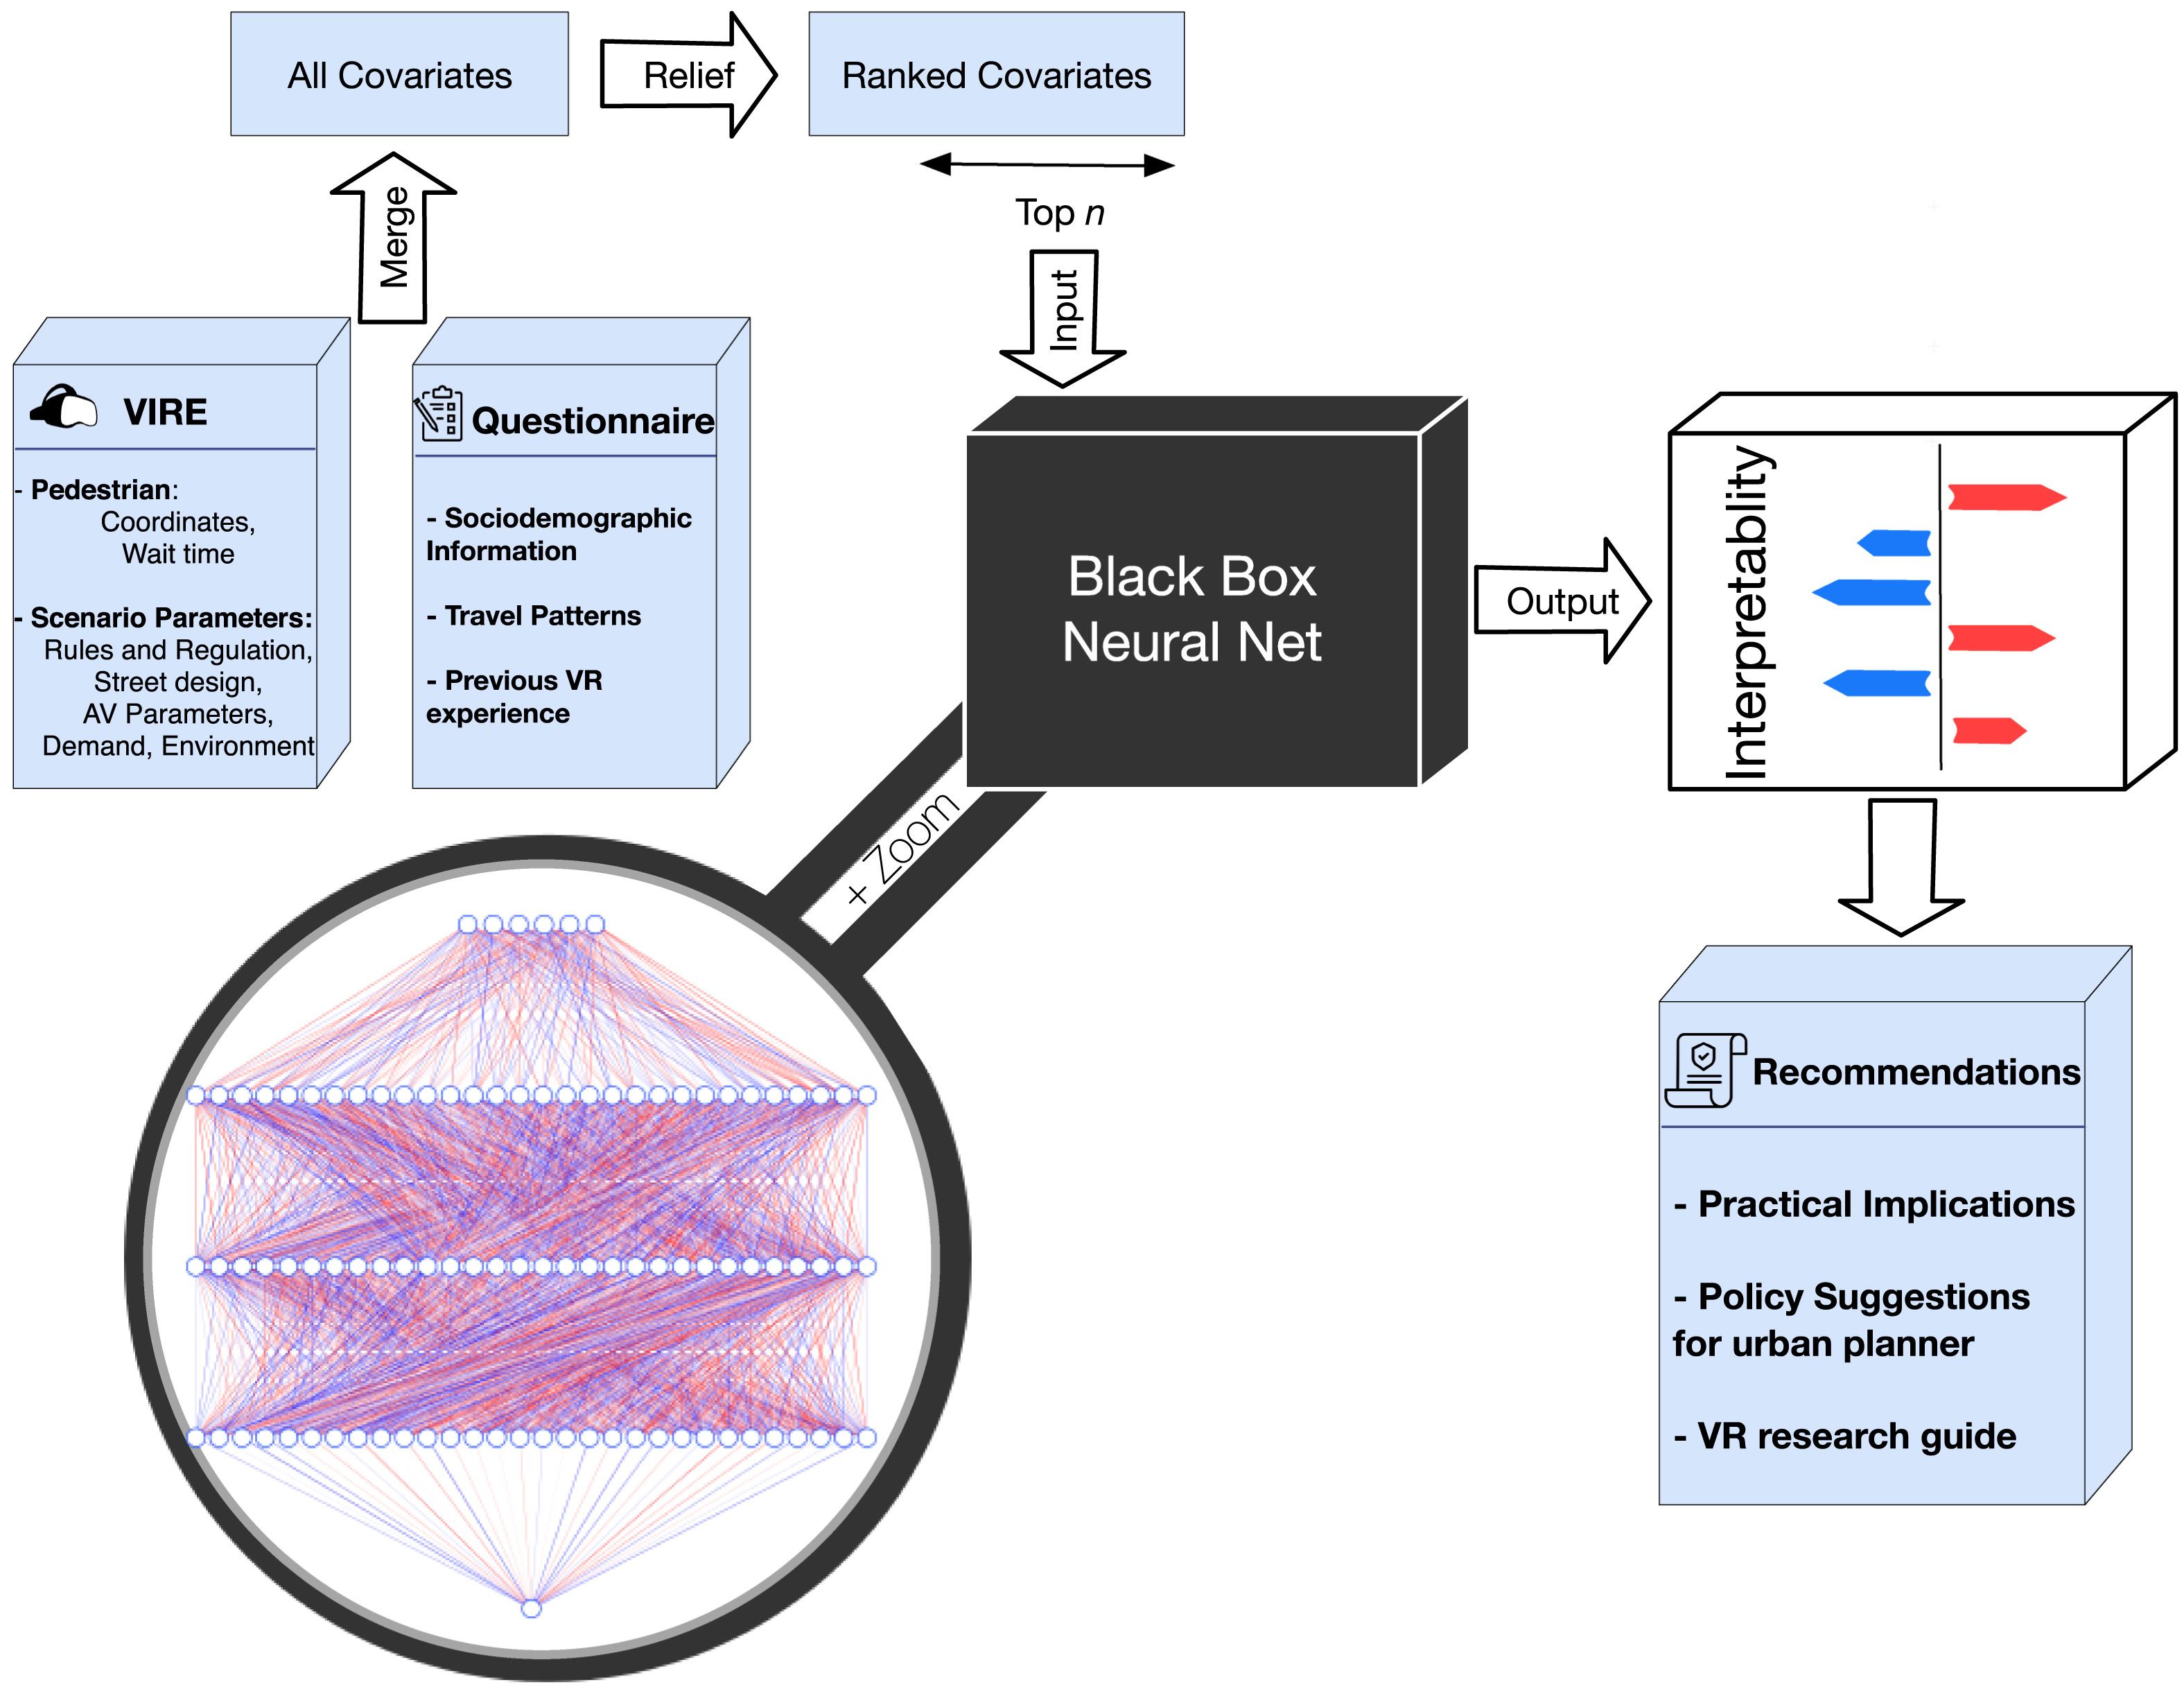 All Covariates
Relief
Ranked Covariates
Top n
Merge
Input
VIRE
- Pedestrian:
Coordinates,
Wait time
- Scenario Parameters:
Rules and Regulation,
Street design,
AV Parameters,
Demand, Environment
Questionnaire
- Sociodemographic
Information
- Travel Patterns
- Previous VR
experience
Black Box
Neural Net
Output
Interpretablity
+ Zoom
Recommendations
- Practical Implications
- Policy Suggestions
for urban planner
- VR research guide